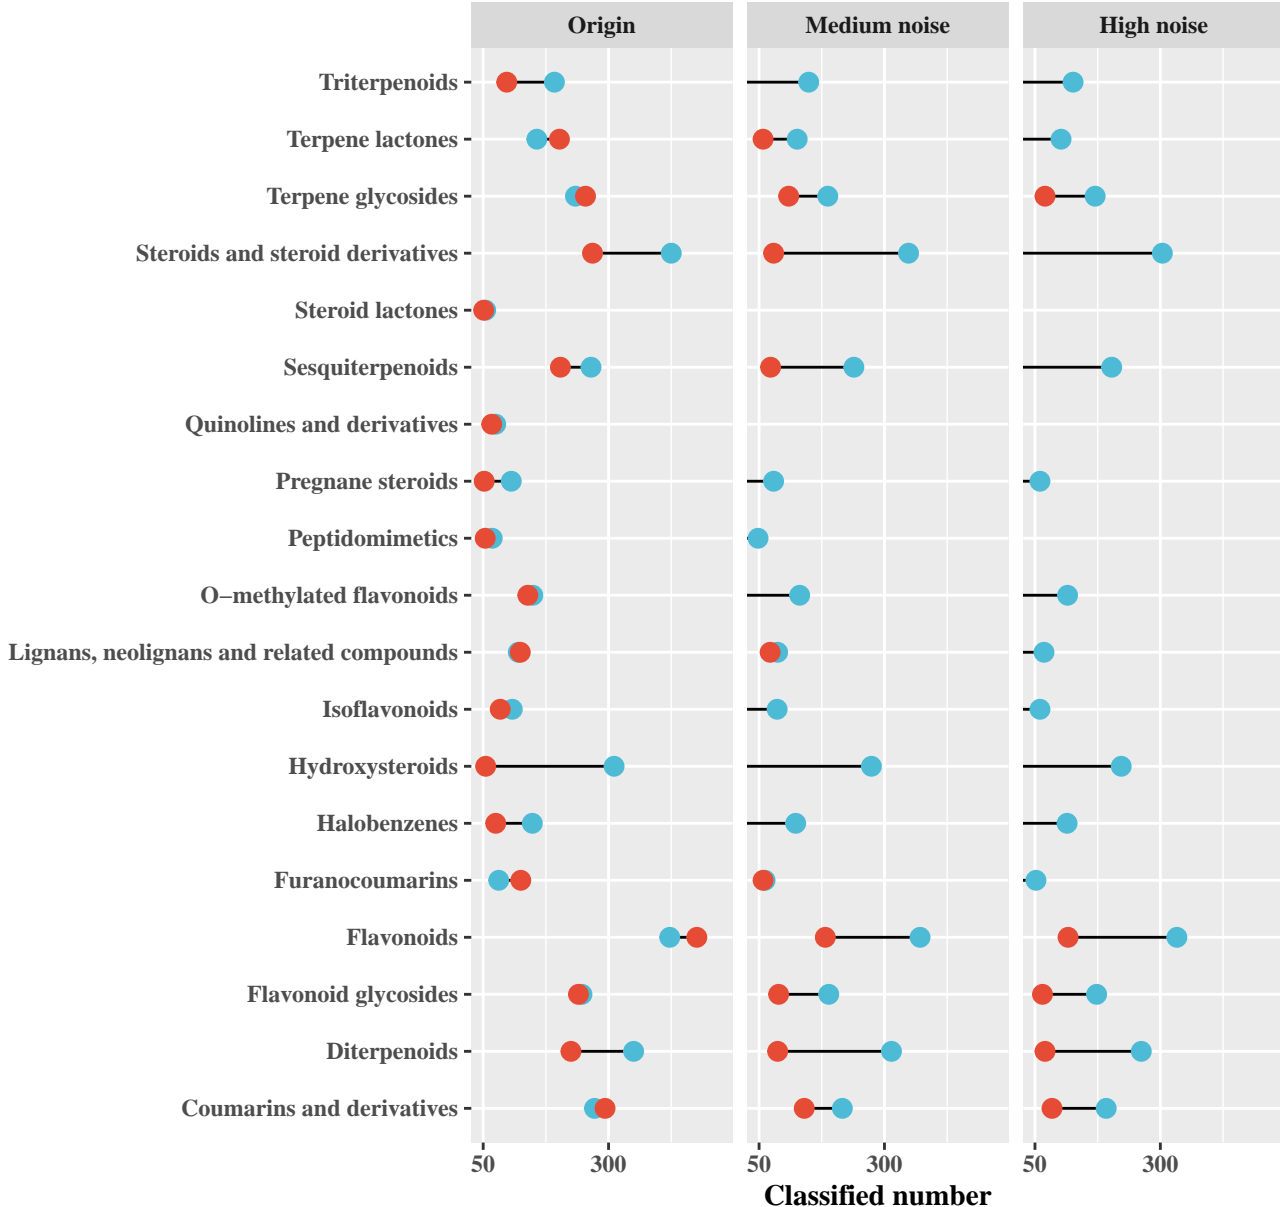 Origin
Medium noise
High noise
Triterpenoids
Terpene lactones
Terpene glycosides
Steroids and steroid derivatives
Steroid lactones
Sesquiterpenoids
Quinolines and derivatives
Pregnane steroids
Peptidomimetics
O−methylated flavonoids
Lignans, neolignans and related compounds
Isoflavonoids
Hydroxysteroids
Halobenzenes
Furanocoumarins
Flavonoids
Flavonoid glycosides
Diterpenoids
Coumarins and derivatives
50 300 50 300 50 300
Classified number